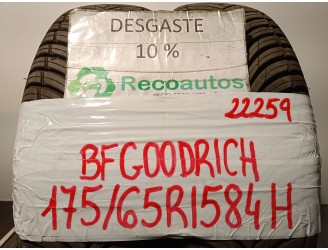 DESGASTE
10 %
Recoautos
22259
BFGOODRICH
175/65R1584H